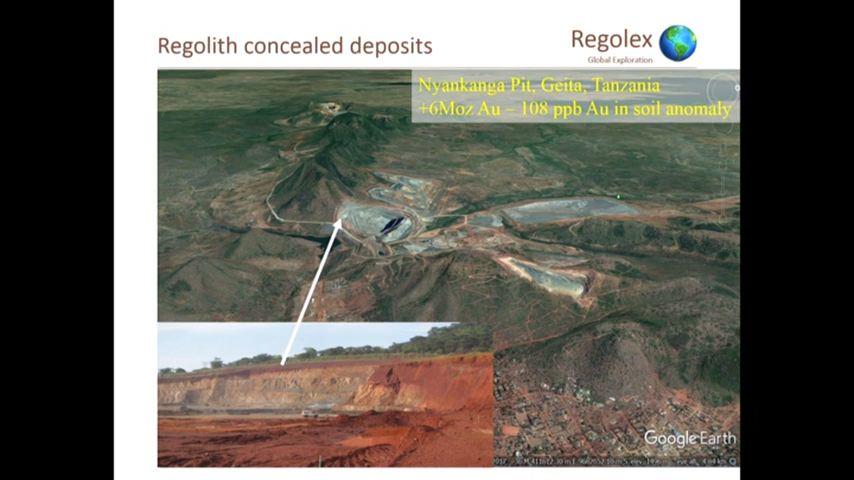 Regolith concealed deposits
Regolex
Global Exploration
Nyankanga Pit, Geita, Tanzania
+6Moz Au – 108 ppb Au in soil anomaly
Google Earth